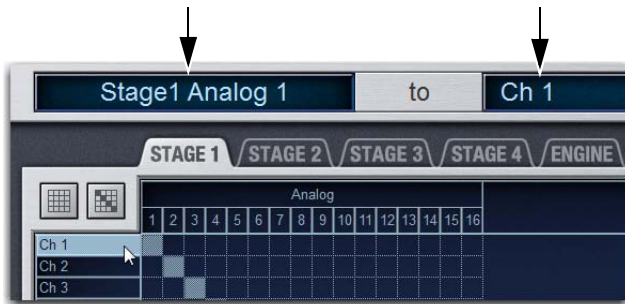 Stage1 Analog 1 to Ch 1
STAGE 1 STAGE 2 STAGE 3 STAGE 4 ENGINE
Analog
1 2 3 4 5 6 7 8 9 10 11 12 13 14 15 16
Ch 1
Ch 2
Ch 3